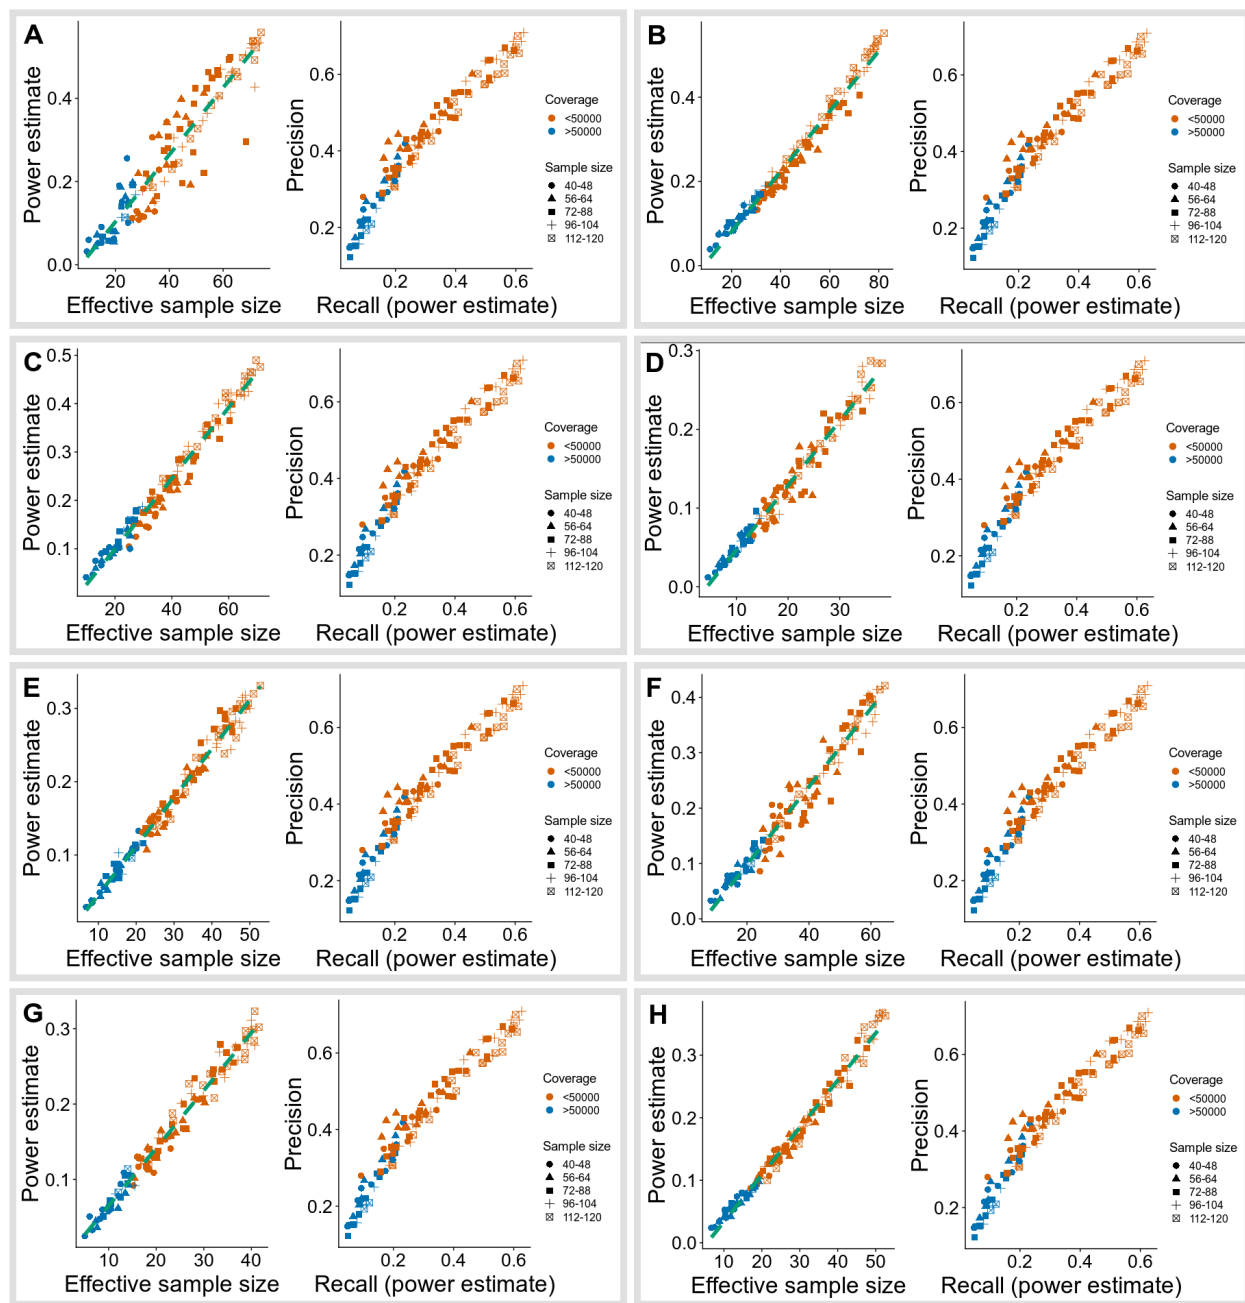 A
Power estimate
0.4
0.2
0.0
20 40 60
Effective sample size
Precision
0.6
0.4
0.2
0.2 0.4 0.6
Recall (power estimate)
Coverage
<50000
>50000
Sample size
40-48
56-64
72-88
96-104
112-120
B
Power estimate
0.4
0.2
0.0
20 40 60 80
Effective sample size
Precision
0.6
0.4
0.2
0.2 0.4 0.6
Recall (power estimate)
Coverage
<50000
>50000
Sample size
40-48
56-64
72-88
96-104
112-120
C
Power estimate
0.5
0.4
0.3
0.2
0.1
20 40 60
Effective sample size
Precision
0.6
0.4
0.2
0.2 0.4 0.6
Recall (power estimate)
Coverage
<50000
>50000
Sample size
40-48
56-64
72-88
96-104
112-120
D
Power estimate
0.3
0.2
0.1
0.0
10 20 30
Effective sample size
Precision
0.6
0.4
0.2
0.2 0.4 0.6
Recall (power estimate)
Coverage
<50000
>50000
Sample size
40-48
56-64
72-88
96-104
112-120
E
Power estimate
0.3
0.2
0.1
10 20 30 40 50
Effective sample size
Precision
0.6
0.4
0.2
0.2 0.4 0.6
Recall (power estimate)
Coverage
<50000
>50000
Sample size
40-48
56-64
72-88
96-104
112-120
F
Power estimate
0.4
0.3
0.2
0.1
0.0
20 40 60
Effective sample size
Precision
0.6
0.4
0.2
0.2 0.4 0.6
Recall (power estimate)
Coverage
<50000
>50000
Sample size
40-48
56-64
72-88
96-104
112-120
G
Power estimate
0.3
0.2
0.1
10 20 30 40
Effective sample size
Precision
0.6
0.4
0.2
0.2 0.4 0.6
Recall (power estimate)
Coverage
<50000
>50000
Sample size
40-48
56-64
72-88
96-104
112-120
H
Power estimate
0.3
0.2
0.1
0.0
10 20 30 40 50
Effective sample size
Precision
0.6
0.4
0.2
0.2 0.4 0.6
Recall (power estimate)
Coverage
<50000
>50000
Sample size
40-48
56-64
72-88
96-104
112-120